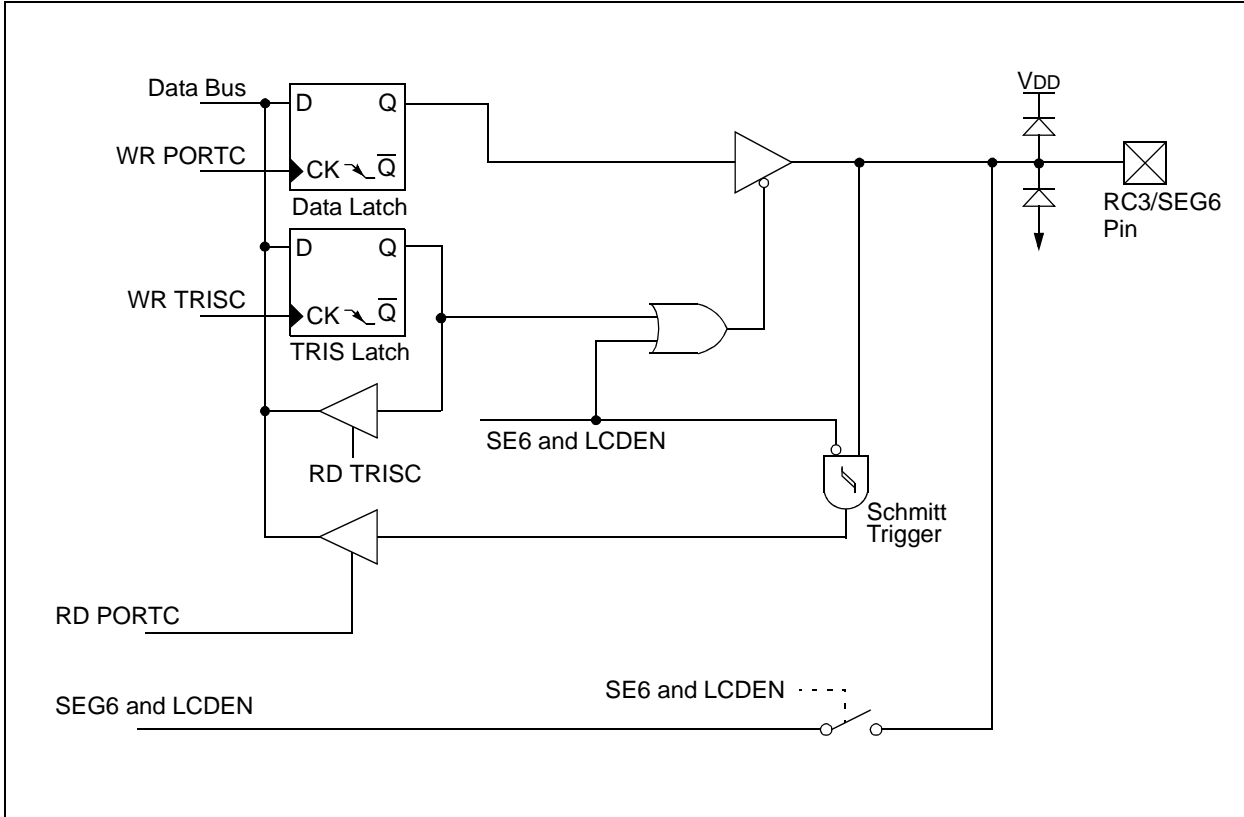 Data Bus
WR PORTC
D Q
CK Q̅
Data Latch
VDD
RC3/SEG6
Pin
D Q
WR TRISC
CK Q̅
TRIS Latch
SE6 and LCDEN
RD TRISC
Schmitt
Trigger
RD PORTC
SE6 and LCDEN
SEG6 and LCDEN